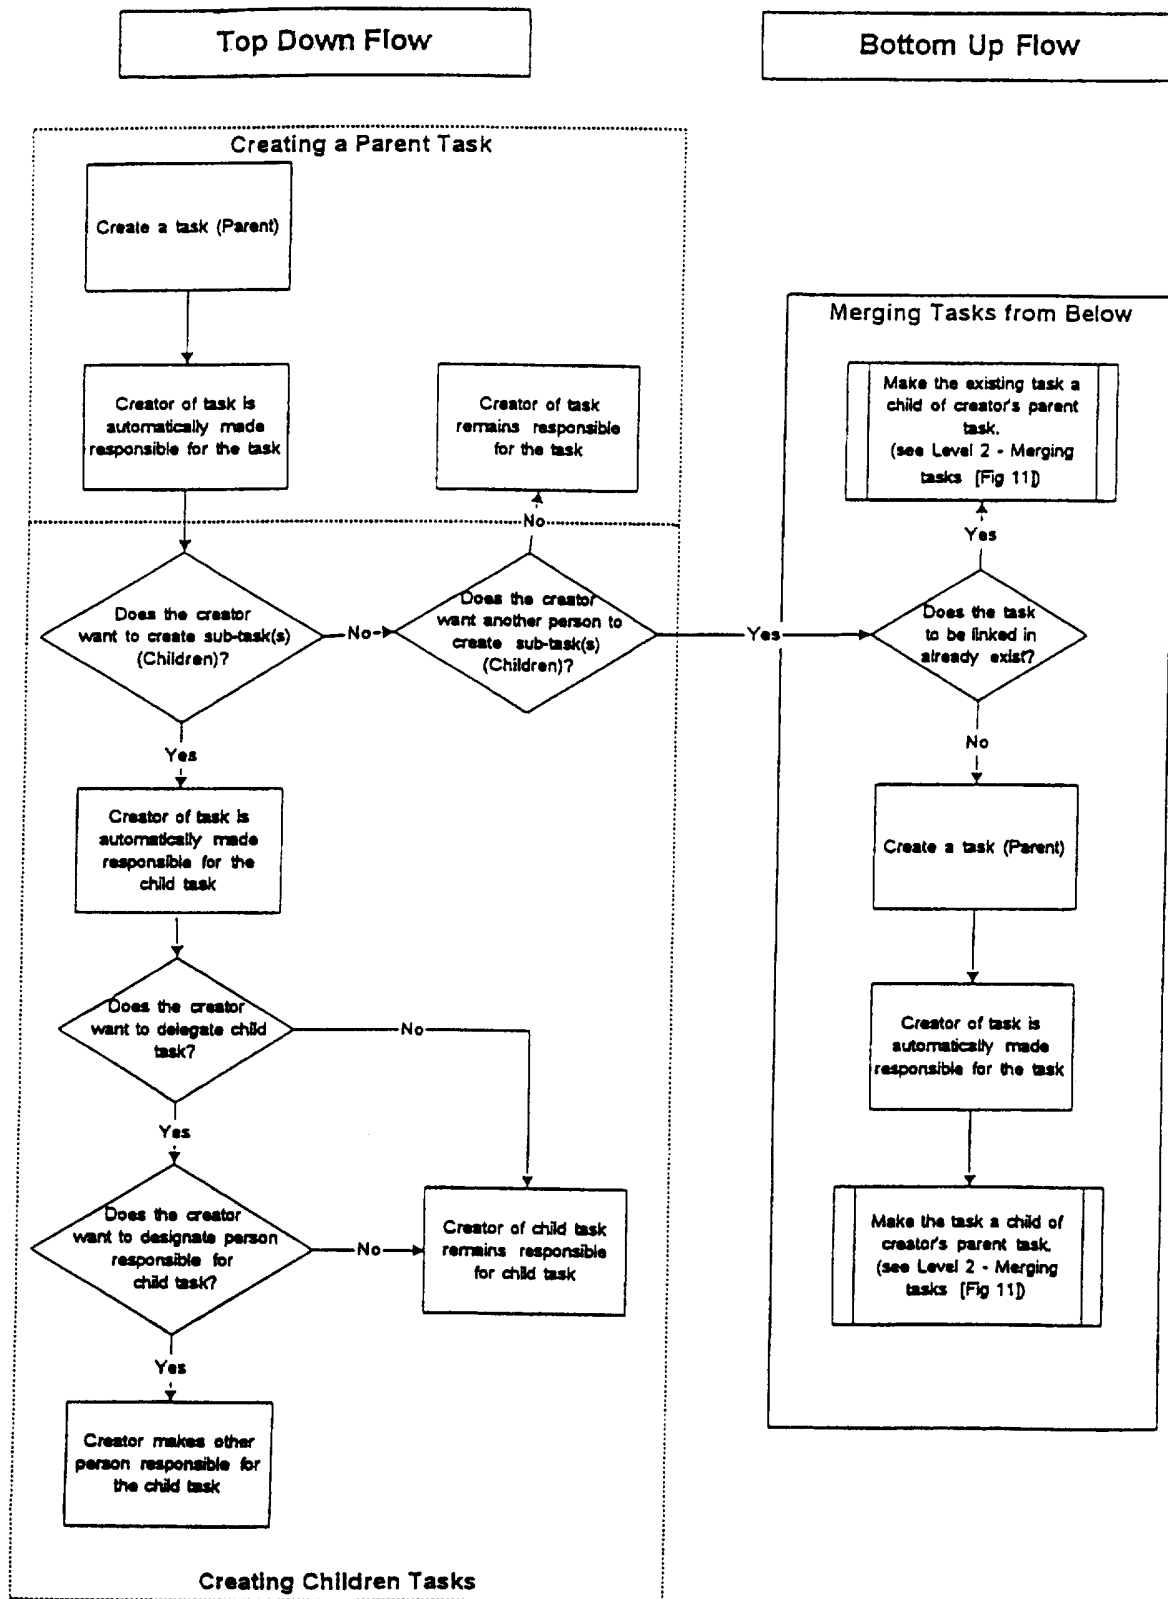 Top Down Flow
Bottom Up Flow
Creating a Parent Task
Create a task (Parent)
Creator of task is
automatically made
responsible for the task
Creator of task
remains responsible
for the task
No
Does the creator
want to create sub-task(s)
(Children)?
No
Does the creator
want another person to
create sub-task(s)
(Children)?
Yes
Yes
Creator of task is
automatically made
responsible for the
child task
Does the creator
want to delegate child
task?
No
Yes
Does the creator
want to designate person
responsible for
child task?
No
Creator of child task
remains responsible
for child task
Yes
Creator makes other
person responsible for
the child task
Creating Children Tasks
Merging Tasks from Below
Make the existing task a
child of creator's parent
task.
(see Level 2 - Merging
tasks [Fig 11])
Yes
Does the task
to be linked in
already exist?
No
Create a task (Parent)
Creator of task is
automatically made
responsible for the task
Make the task a child of
creator's parent task.
(see Level 2 - Merging
tasks [Fig 11])